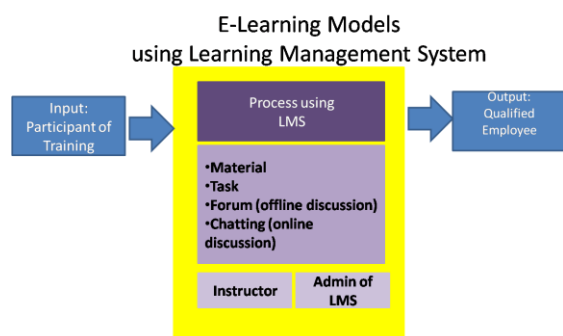 E-Learning Models
using Learning Management System
Input:
Participant of
Training
Process using
LMS
•Material
•Task
•Forum (offline discussion)
•Chatting (online
discussion)
Instructor
Admin of
LMS
Output:
Qualified
Employee